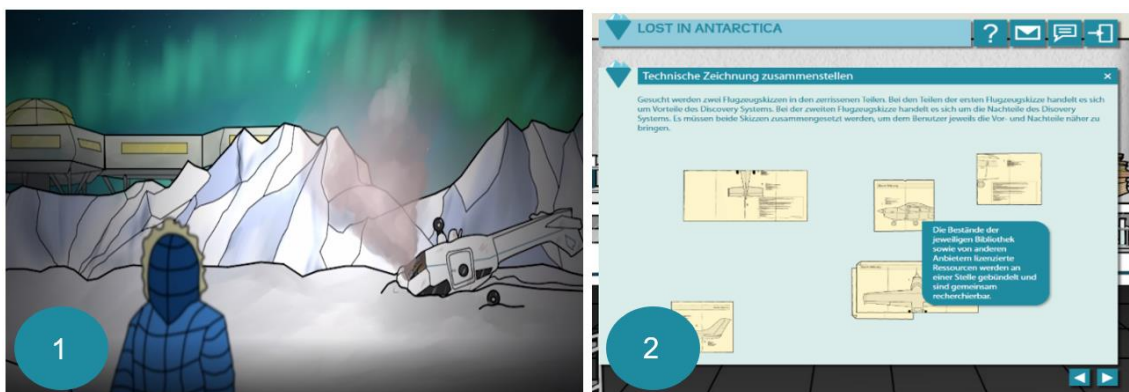 1
LOST IN ANTARCTICA
?
Technische Zeichnung zusammenstellen
×
Gesucht werden zwei Flugzeugskizzen in den zerrissenen Teilen. Bei den Teilen der ersten Flugzeugskizze handelt es sich
um Vorteile des Discovery Systems. Bei der zweiten Flugzeugskizze handelt es sich um die Nachteile des Disovery
Systems. Es müssen beide Skizzen zusammengesetzt werden, um dem Benutzer jeweils die Vor- und Nachteile näher zu
bringen.
Die Bestände der
jeweiligen Bibliothek
sowie von anderen
Anbietern lizenzierte
Ressourcen werden an
einer Stelle gebündelt und
sind gemeinsam
recherchierbar.
2